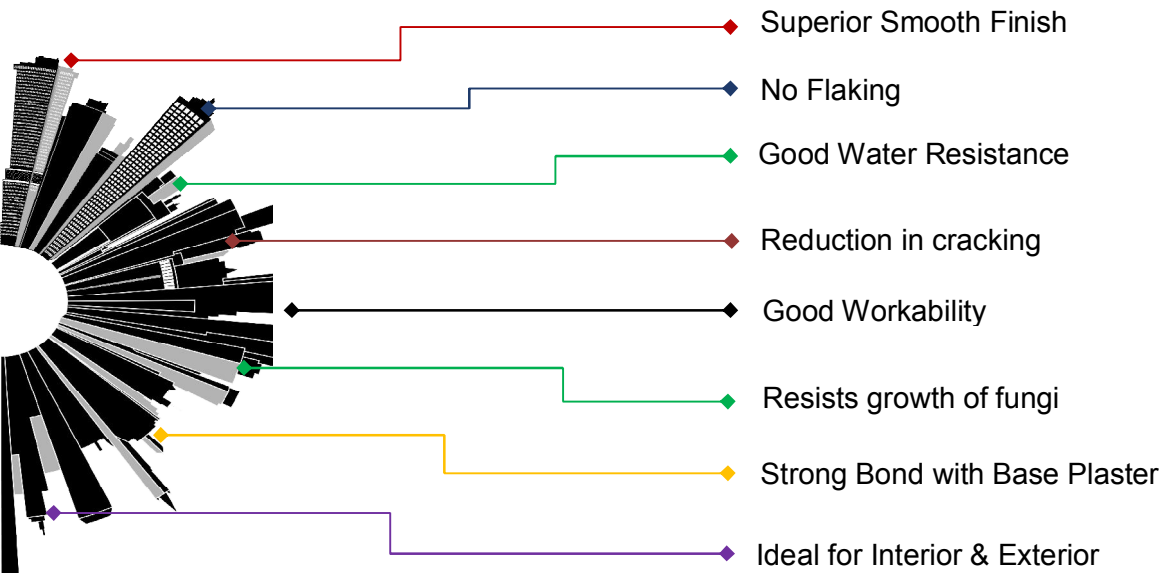 Superior Smooth Finish
No Flaking
Good Water Resistance
Reduction in cracking
Good Workability
Resists growth of fungi
Strong Bond with Base Plaster
Ideal for Interior & Exterior